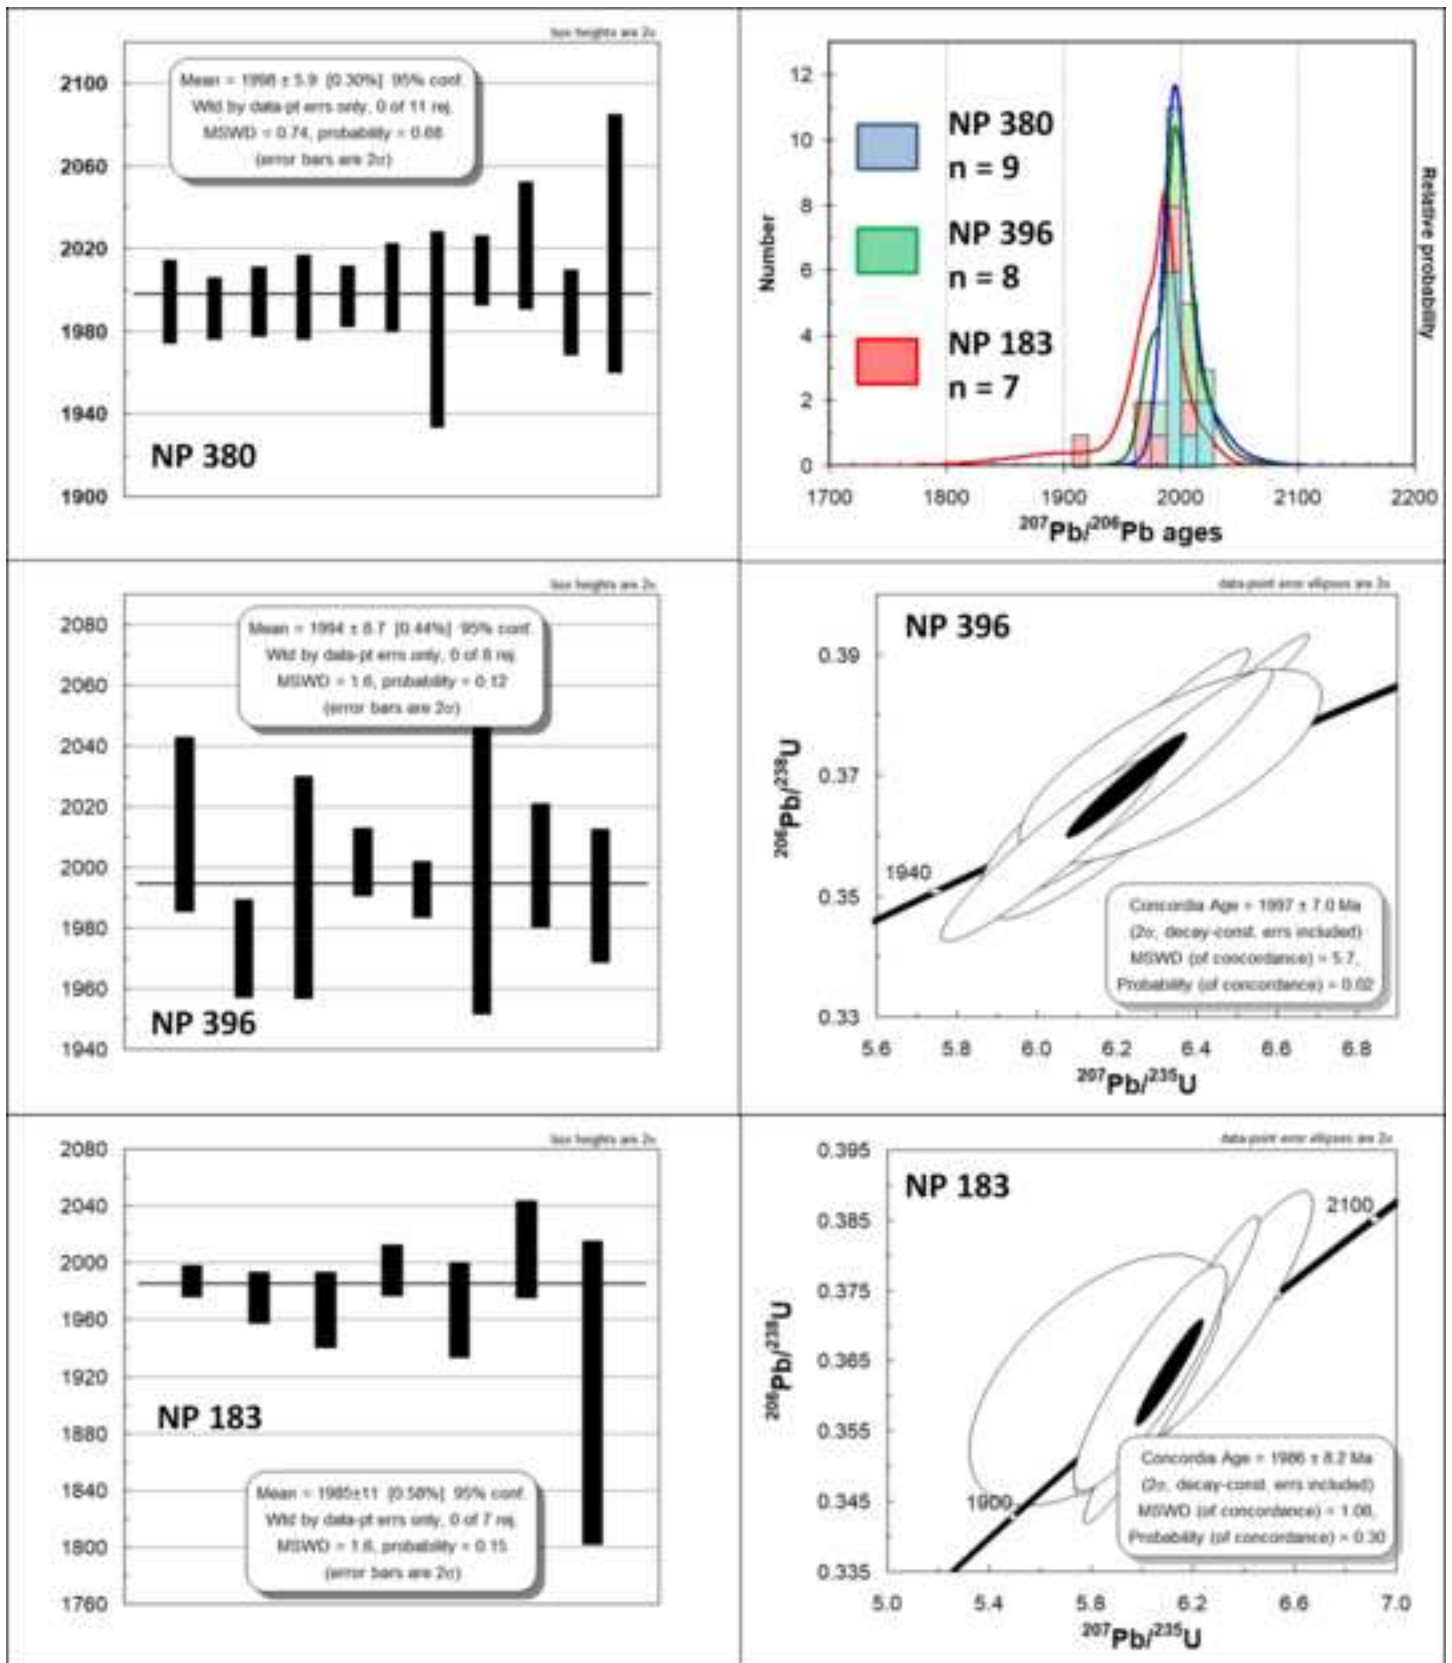 box heights are 2σ
2100
2060
2020
1980
1940
1900
Mean = 1998 ± 5.9 [0.30%] 95% conf.
Wtd by data-pt errs only, 0 of 11 rej.
MSWD = 0.74, probability = 0.68
(error bars are 2σ)
NP 380
12
10
8
6
4
2
0
Number
NP 380
n = 9
NP 396
n = 8
NP 183
n = 7
Relative probability
1700 1800 1900 2000 2100 2200
207Pb/206Pb ages
box heights are 2σ
2080
2060
2040
2020
2000
1980
1960
1940
Mean = 1994 ± 8.7 [0.44%] 95% conf.
Wtd by data-pt errs only, 0 of 8 rej.
MSWD = 1.6, probability = 0.12
(error bars are 2σ)
NP 396
data-point error ellipses are 2σ
NP 396
0.39
0.37
0.35
0.33
206Pb/238U
1940
Concordia Age = 1997 ± 7.0 Ma
(2σ, decay-const. errs included)
MSWD (of concordance) = 5.7,
Probability (of concordance) = 0.02
5.6 5.8 6.0 6.2 6.4 6.6 6.8
207Pb/235U
box heights are 2σ
2080
2040
2000
1960
1920
1880
1840
1800
1760
NP 183
Mean = 1985±11 [0.58%] 95% conf.
Wtd by data-pt errs only, 0 of 7 rej.
MSWD = 1.6, probability = 0.15
(error bars are 2σ)
data-point error ellipses are 2σ
NP 183
0.395
0.385
0.375
0.365
0.355
0.345
0.335
206Pb/238U
2100
1900
Concordia Age = 1986 ± 8.2 Ma
(2σ, decay-const. errs included)
MSWD (of concordance) = 1.08,
Probability (of concordance) = 0.30
5.0 5.4 5.8 6.2 6.6 7.0
207Pb/235U